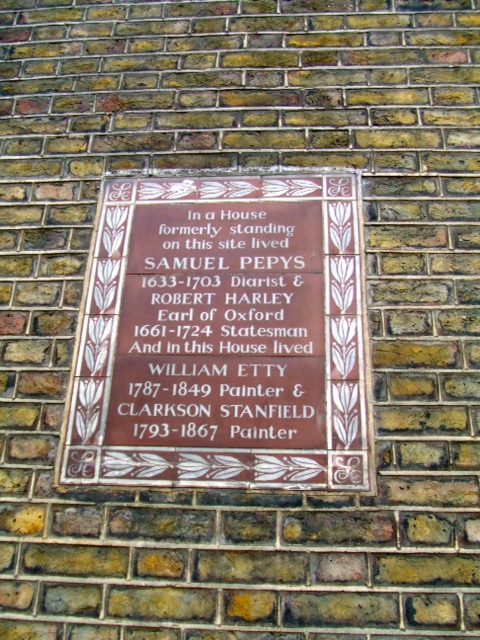 In a House
formerly standing
on this site lived
SAMUEL PEPYS
1633-1703 Diarist &
ROBERT HARLEY
Earl of Oxford
1661-1724 Statesman
And in this House lived
WILLIAM ETTY
1787-1849 Painter &
CLARKSON STANFIELD
1793-1867 Painter